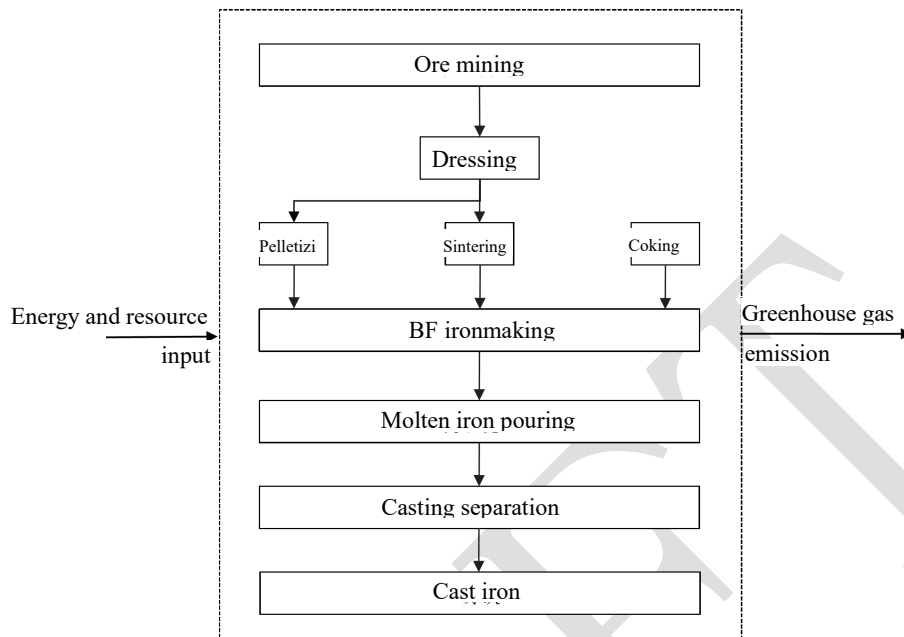 Ore mining
Dressing
Pelletizi
Sintering
Coking
Energy and resource
input
BF ironmaking
Greenhouse gas
emission
Molten iron pouring
Casting separation
Cast iron